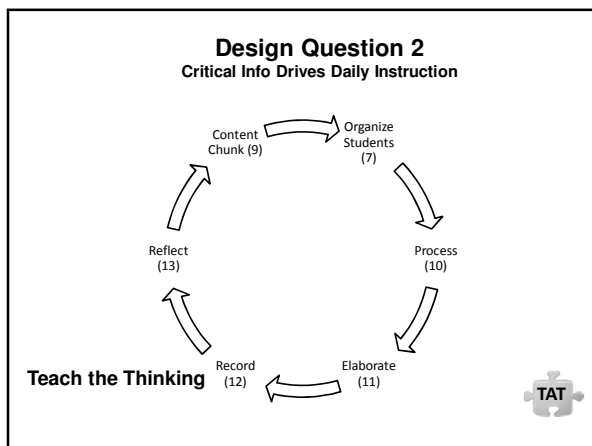 Design Question 2
Critical Info Drives Daily Instruction
Content
Chunk (9)
Organize
Students
(7)
Process
(10)
Elaborate
(11)
Record
(12)
Reflect
(13)
Teach the Thinking
TAT